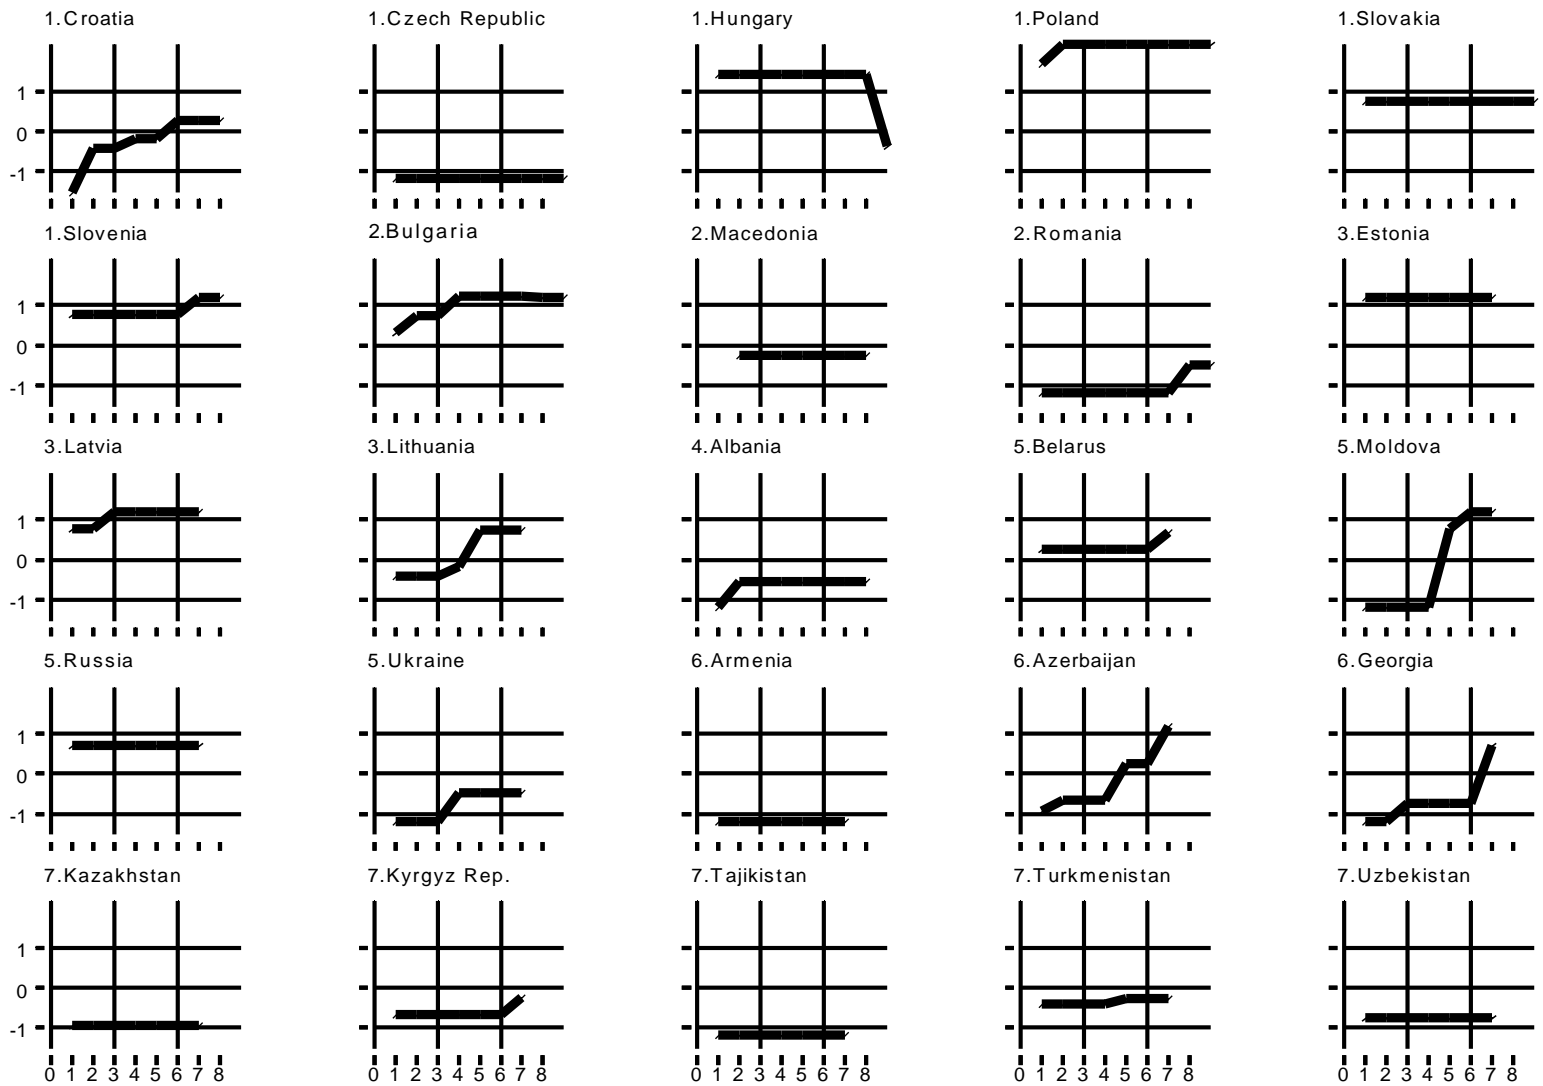 1.Croatia 1.Czech Republic 1.Hungary 1.Poland 1.Slovakia
1
0
-1
1.Slovenia 2.Bulgaria 2.Macedonia 2.Romania 3.Estonia
1
0
-1
3.Latvia 3.Lithuania 4.Albania 5.Belarus 5.Moldova
1
0
-1
5.Russia 5.Ukraine 6.Armenia 6.Azerbaijan 6.Georgia
1
0
-1
7.Kazakhstan 7.Kyrgyz Rep. 7.Tajikistan 7.Turkmenistan 7.Uzbekistan
1
0
-1
0 1 2 3 4 5 6 7 8 0 1 2 3 4 5 6 7 8 0 1 2 3 4 5 6 7 8 0 1 2 3 4 5 6 7 8 0 1 2 3 4 5 6 7 8